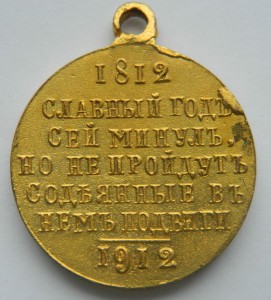 1812
СЛАВНЫЙ ГОДЪ
СЕЙ МИНУЛЪ,
НО НЕ ПРОЙДУТЪ
СОДѢЯННЫЕ ВЪ
НЕМЪ ПОДВИГИ
1912